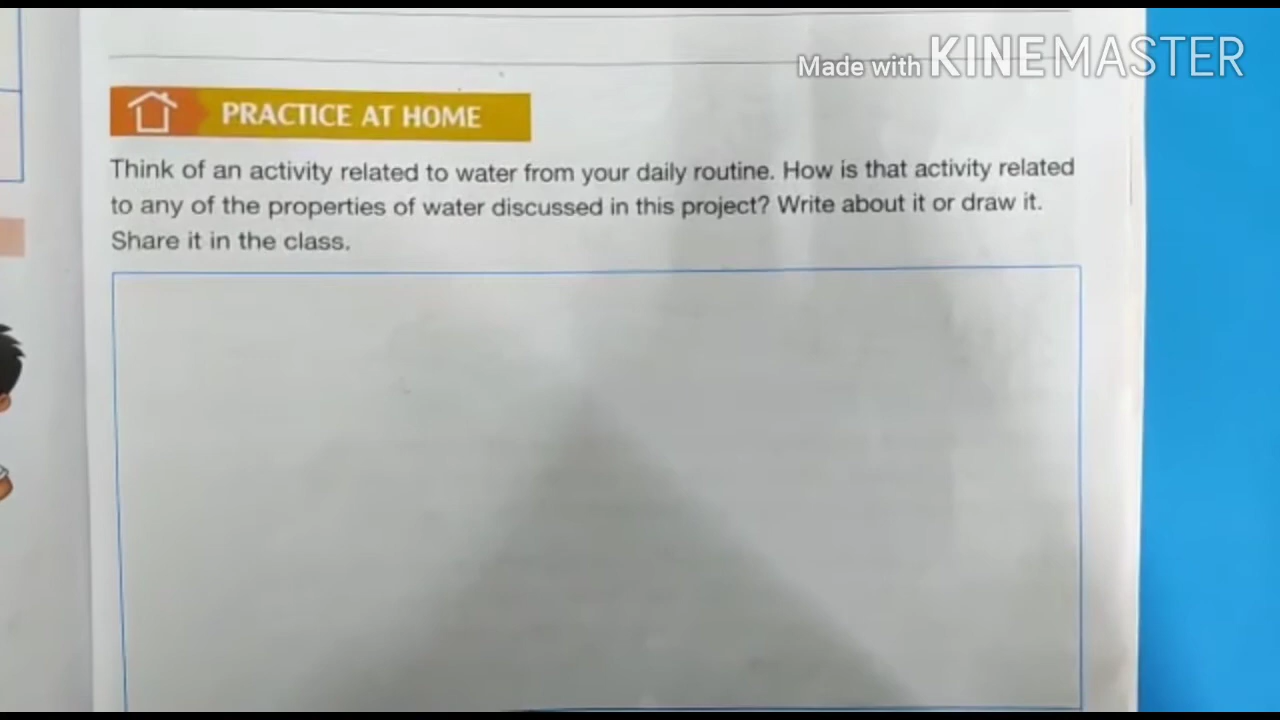 Made with KINEMASTER
PRACTICE AT HOME
Think of an activity related to water from your daily routine. How is that activity related
to any of the properties of water discussed in this project? Write about it or draw it.
Share it in the class.